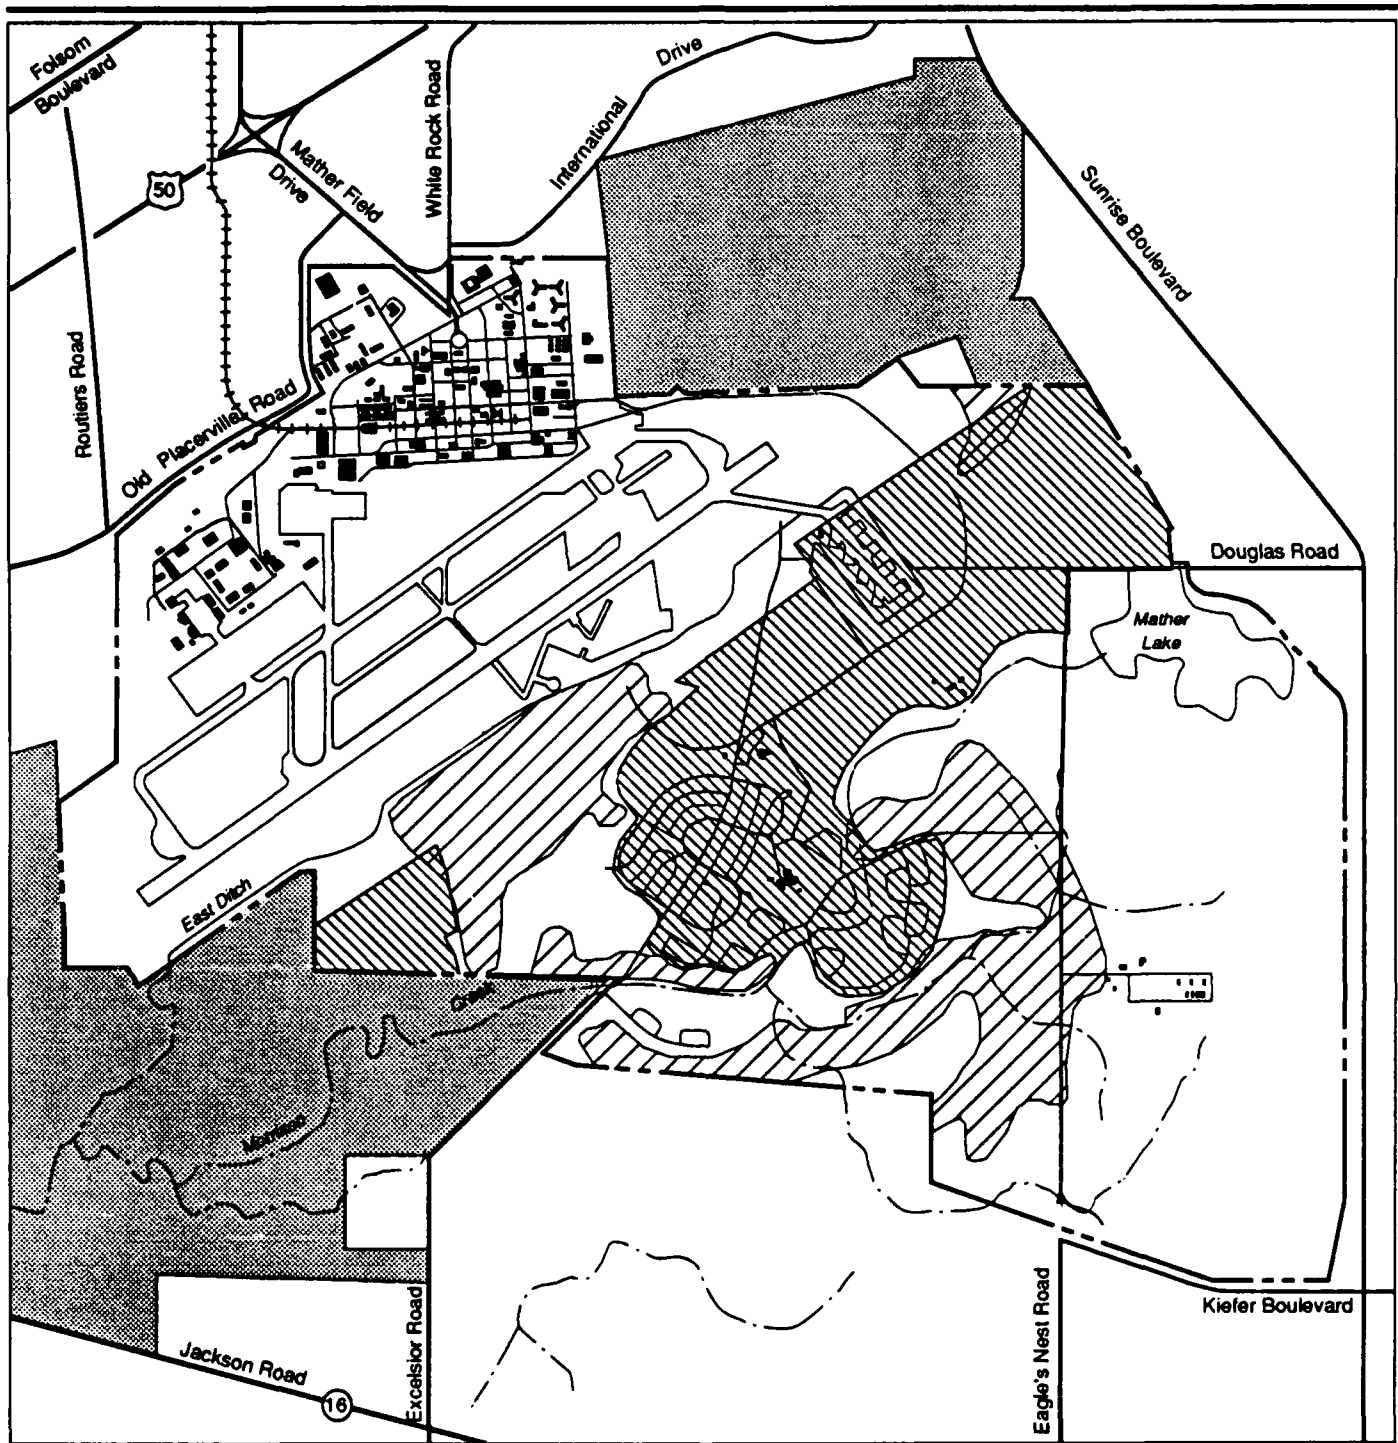 Folsom
Boulevard
50
Mather Field
Drive
White Rock Road
International
Drive
Sunrise Boulevard
Routiers Road
Old Placerville Road
Douglas Road
Mather
Lake
East Ditch
Creek
Morrison
Jackson Road
16
Excelsior Road
Eagle's Nest Road
Kiefer Boulevard